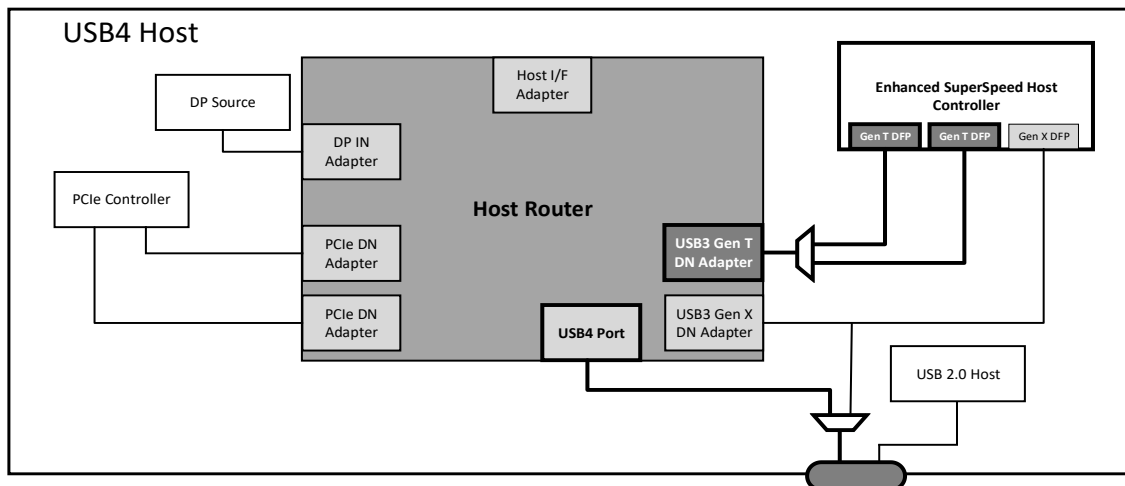 USB4 Host
Host I/F
Adapter
Enhanced SuperSpeed Host
Controller
DP Source
Gen T DFP
Gen T DFP
Gen X DFP
DP IN
Adapter
PCIe Controller
Host Router
PCIe DN
Adapter
USB3 Gen T
DN Adapter
PCIe DN
Adapter
USB4 Port
USB3 Gen X
DN Adapter
USB 2.0 Host